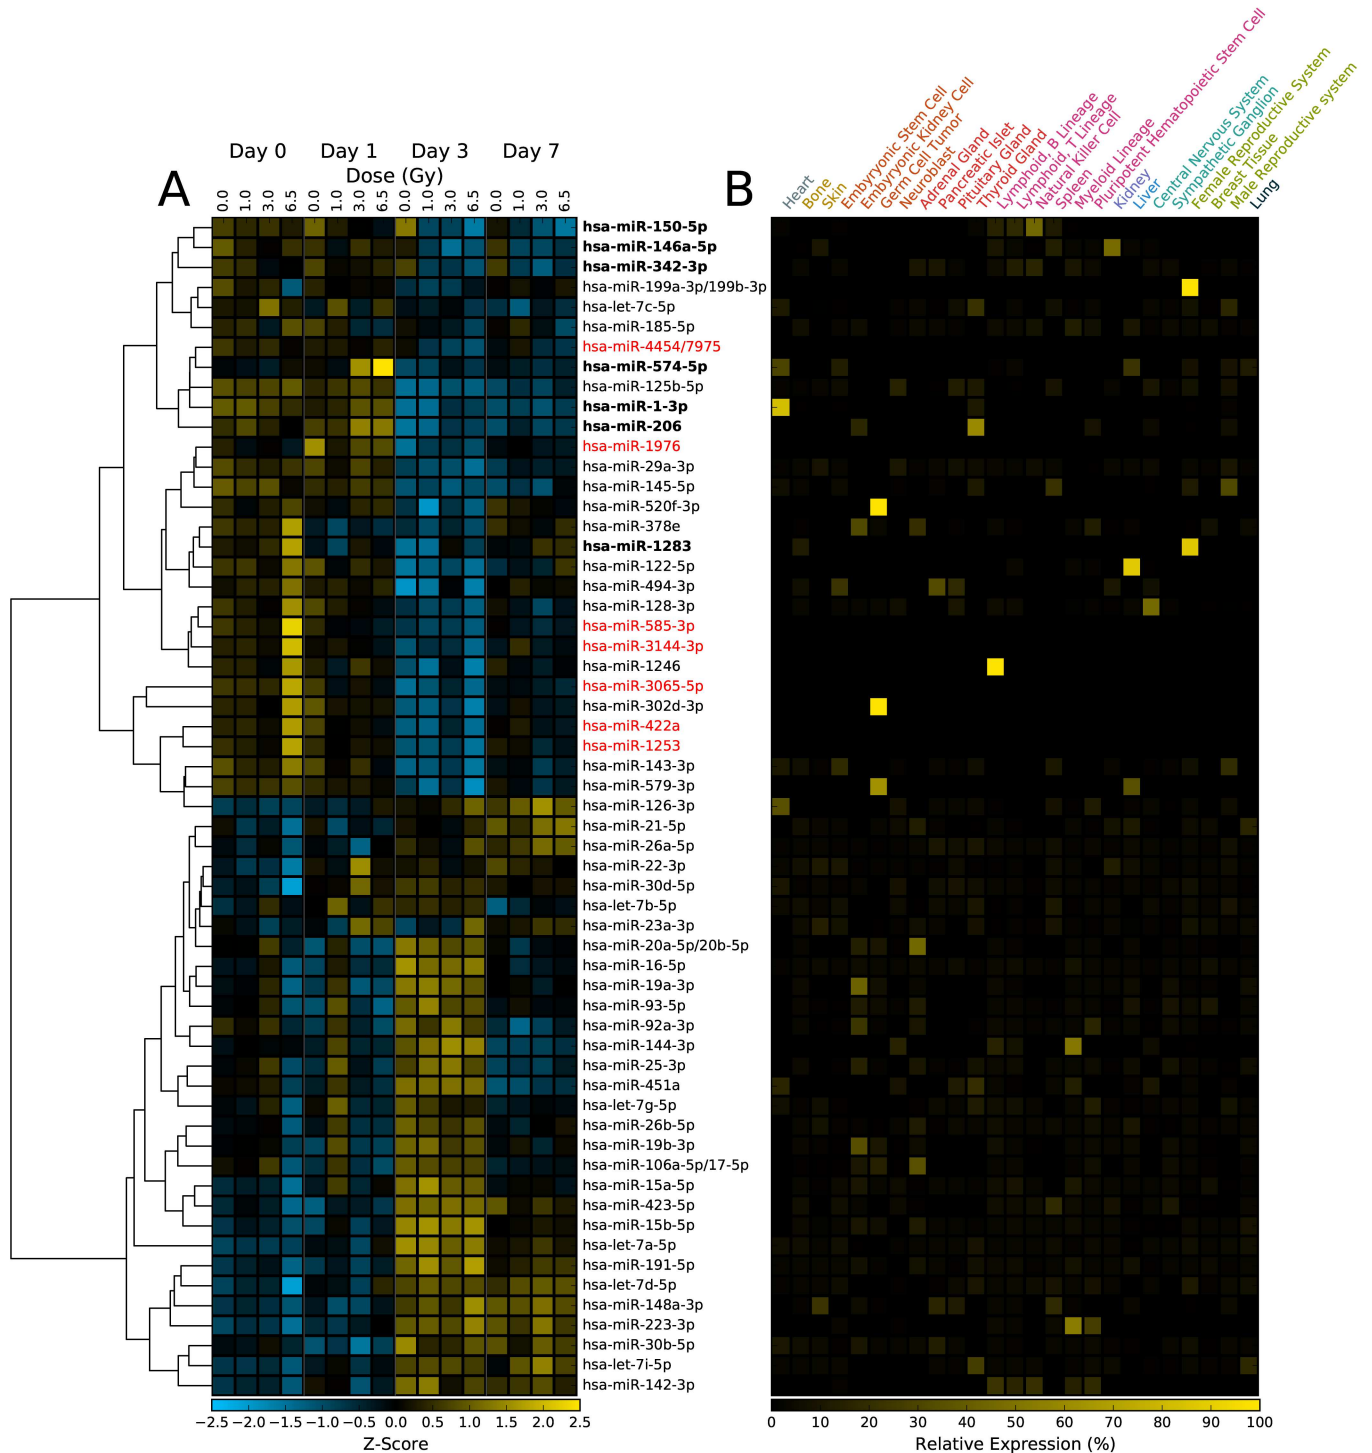 A
Day 0 Day 1 Day 3 Day 7
Dose (Gy)
0.0 1.0 3.0 6.5 0.0 1.0 3.0 6.5 0.0 1.0 3.0 6.5 0.0 1.0 3.0 6.5
hsa-miR-150-5p
hsa-miR-146a-5p
hsa-miR-342-3p
hsa-miR-199a-3p/199b-3p
hsa-let-7c-5p
hsa-miR-185-5p
hsa-miR-4454/7975
hsa-miR-574-5p
hsa-miR-125b-5p
hsa-miR-1-3p
hsa-miR-206
hsa-miR-1976
hsa-miR-29a-3p
hsa-miR-145-5p
hsa-miR-520f-3p
hsa-miR-378e
hsa-miR-1283
hsa-miR-122-5p
hsa-miR-494-3p
hsa-miR-128-3p
hsa-miR-585-3p
hsa-miR-3144-3p
hsa-miR-1246
hsa-miR-3065-5p
hsa-miR-302d-3p
hsa-miR-422a
hsa-miR-1253
hsa-miR-143-3p
hsa-miR-579-3p
hsa-miR-126-3p
hsa-miR-21-5p
hsa-miR-26a-5p
hsa-miR-22-3p
hsa-miR-30d-5p
hsa-let-7b-5p
hsa-miR-23a-3p
hsa-miR-20a-5p/20b-5p
hsa-miR-16-5p
hsa-miR-19a-3p
hsa-miR-93-5p
hsa-miR-92a-3p
hsa-miR-144-3p
hsa-miR-25-3p
hsa-miR-451a
hsa-let-7g-5p
hsa-miR-26b-5p
hsa-miR-19b-3p
hsa-miR-106a-5p/17-5p
hsa-miR-15a-5p
hsa-miR-423-5p
hsa-miR-15b-5p
hsa-let-7a-5p
hsa-miR-191-5p
hsa-let-7d-5p
hsa-miR-148a-3p
hsa-miR-223-3p
hsa-miR-30b-5p
hsa-let-7i-5p
hsa-miR-142-3p
−2.5 −2.0 −1.5 −1.0 −0.5 0.0 0.5 1.0 1.5 2.0 2.5
Z-Score
B
Heart
Bone
Skin
Embryonic Stem Cell
Embyronic Kidney Cell
Germ Cell Tumor
Neuroblast
Adrenal Gland
Pancreatic Islet
Pituitary Gland
Thyroid Gland
Lymphoid, B Lineage
Lymphoid, T Lineage
Natural Killer Cell
Spleen
Myeloid Lineage
Pluripotent Hematopoietic Stem Cell
Kidney
Liver
Central Nervous System
Sympathetic Ganglion
Female Reproductive System
Breast Tissue
Male Reproductive system
Lung
0 10 20 30 40 50 60 70 80 90 100
Relative Expression (%)